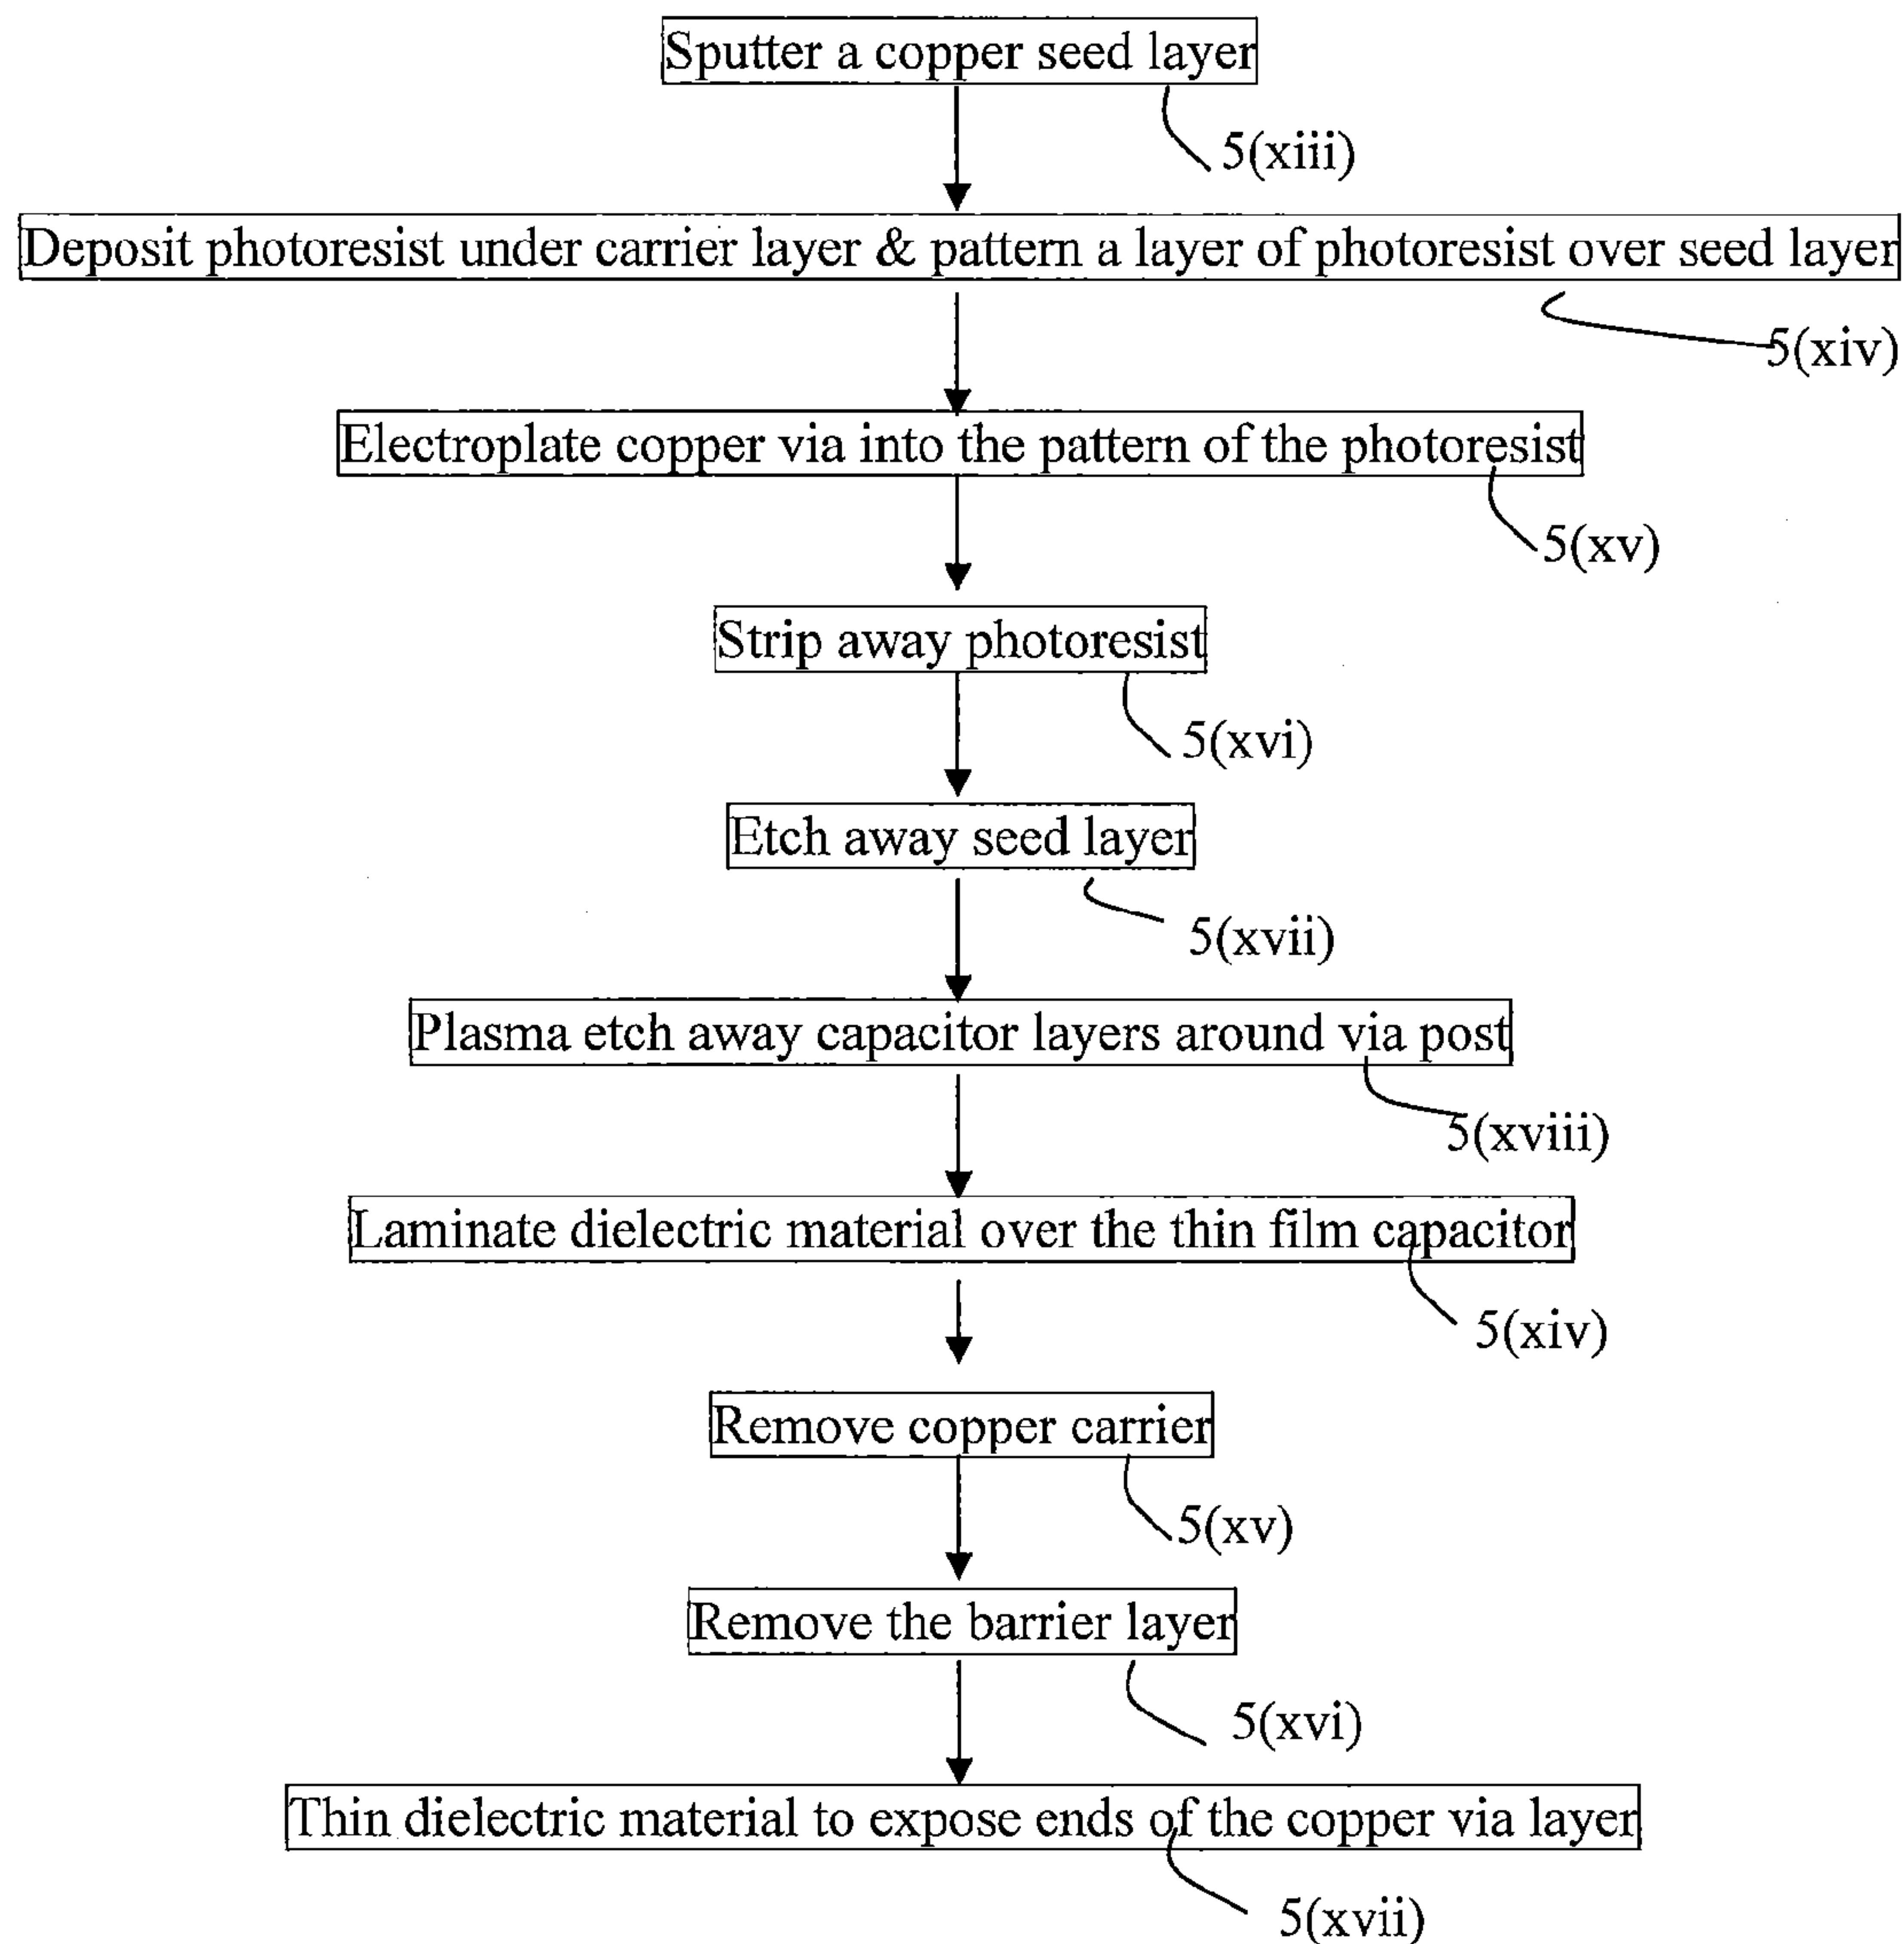 Sputter a copper seed layer
5(xiii)
Deposit photoresist under carrier layer & pattern a layer of photoresist over seed layer
5(xiv)
Electroplate copper via into the pattern of the photoresist
5(xv)
Strip away photoresist
5(xvi)
Etch away seed layer
5(xvii)
Plasma etch away capacitor layers around via post
5(xviii)
Laminate dielectric material over the thin film capacitor
5(xiv)
Remove copper carrier
5(xv)
Remove the barrier layer
5(xvi)
Thin dielectric material to expose ends of the copper via layer
5(xvii)